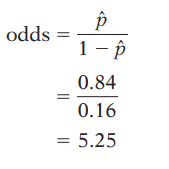 odds = p̂ / (1 − p̂)
= 0.84 / 0.16
= 5.25